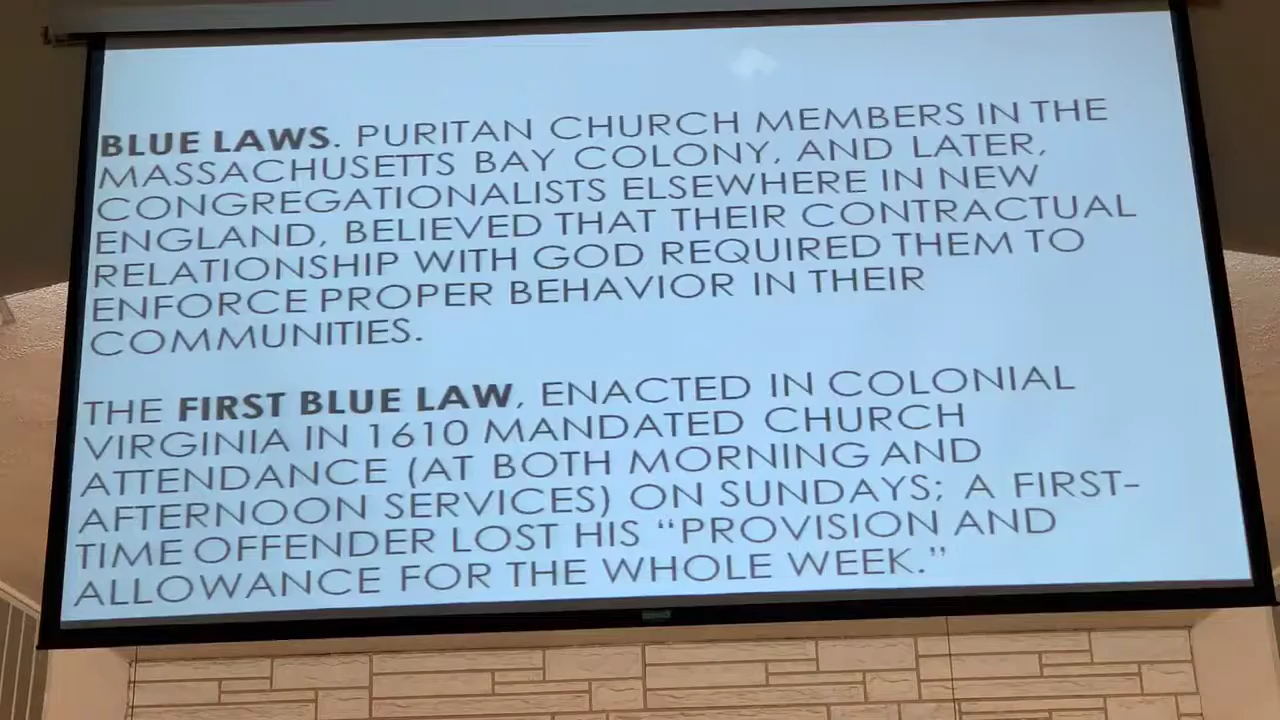 BLUE LAWS. PURITAN CHURCH MEMBERS IN THE
MASSACHUSETTS BAY COLONY, AND LATER,
CONGREGATIONALISTS ELSEWHERE IN NEW
ENGLAND, BELIEVED THAT THEIR CONTRACTUAL
RELATIONSHIP WITH GOD REQUIRED THEM TO
ENFORCE PROPER BEHAVIOR IN THEIR
COMMUNITIES.
THE FIRST BLUE LAW, ENACTED IN COLONIAL
VIRGINIA IN 1610 MANDATED CHURCH
ATTENDANCE (AT BOTH MORNING AND
AFTERNOON SERVICES) ON SUNDAYS; A FIRST-
TIME OFFENDER LOST HIS “PROVISION AND
ALLOWANCE FOR THE WHOLE WEEK.”